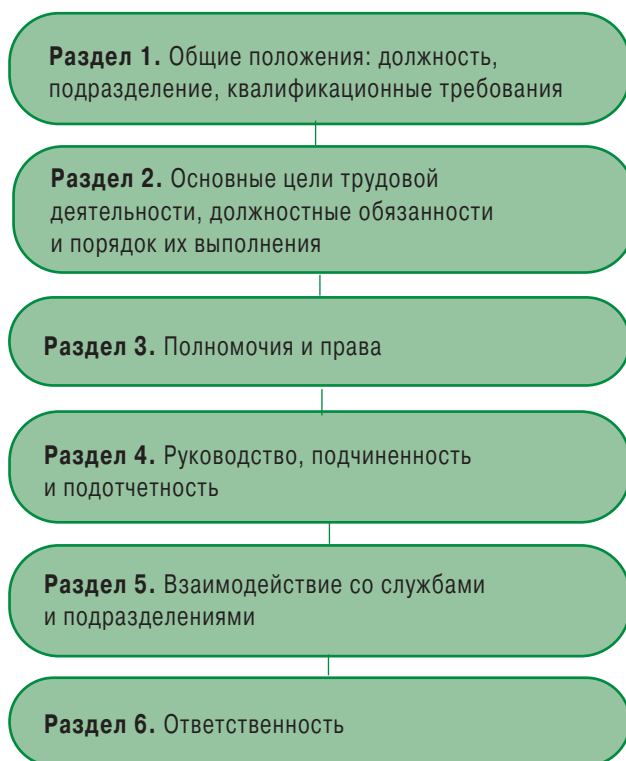 Раздел 1. Общие положения: должность,
подразделение, квалификационные требования
Раздел 2. Основные цели трудовой
деятельности, должностные обязанности
и порядок их выполнения
Раздел 3. Полномочия и права
Раздел 4. Руководство, подчиненность
и подотчетность
Раздел 5. Взаимодействие со службами
и подразделениями
Раздел 6. Ответственность